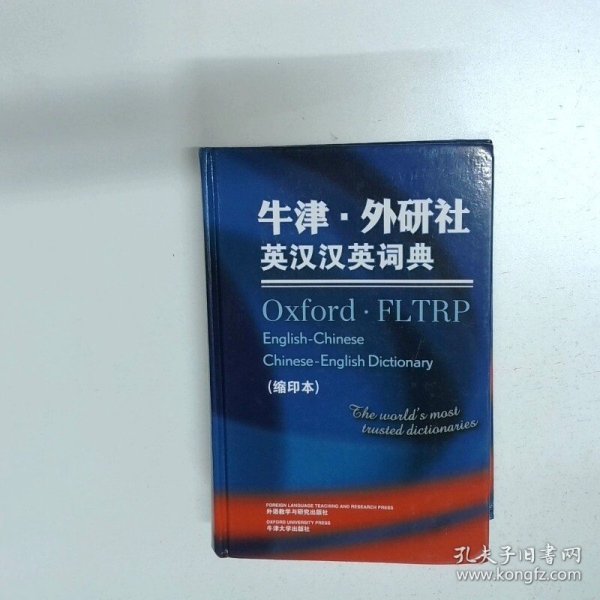 牛津·外研社
英汉汉英词典
Oxford · FLTRP
English-Chinese
Chinese-English Dictionary
(缩印本)
The world's most
trusted dictionaries
FOREIGN LANGUAGE TEACHING AND RESEARCH PRESS
外语教学与研究出版社
OXFORD UNIVERSITY PRESS
牛津大学出版社
孔夫子旧书网
www.kongfz.com